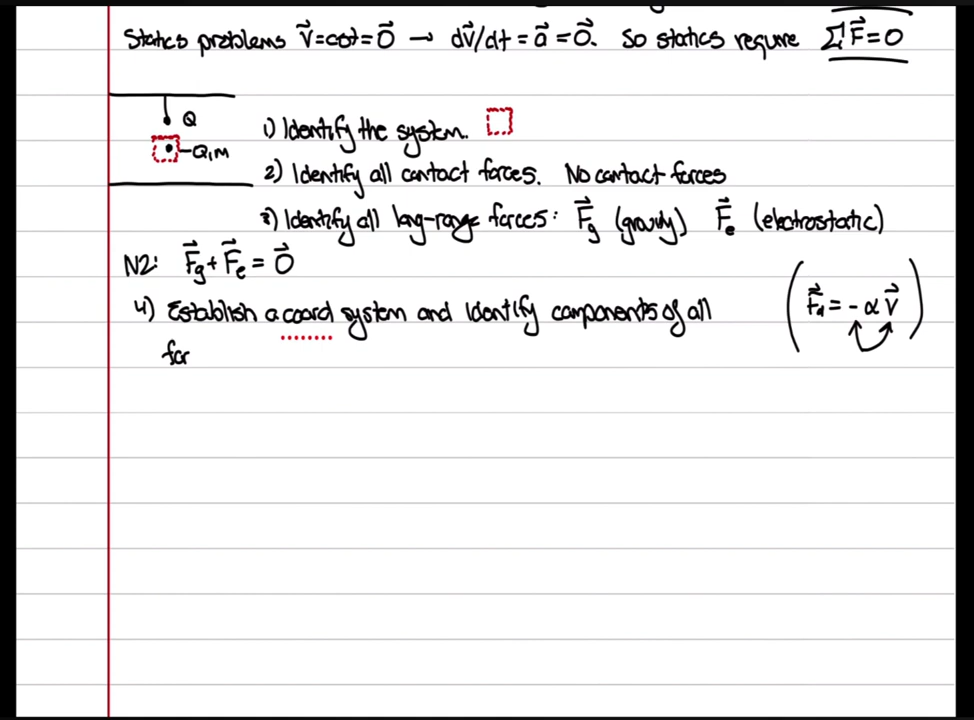 Statics problems v⃗=cst=0⃗ → dv⃗/dt = a⃗ = 0⃗. So statics require ΣF⃗=0
Q
-Q,M
1) Identify the system.
2) Identify all contact forces. No contact forces
3) Identify all long-range forces: F⃗g (gravity) F⃗e (electrostatic)
N2: F⃗g + F⃗e = 0⃗
4) Establish a coord system and identify components of all
for
(F⃗d = -αv⃗)